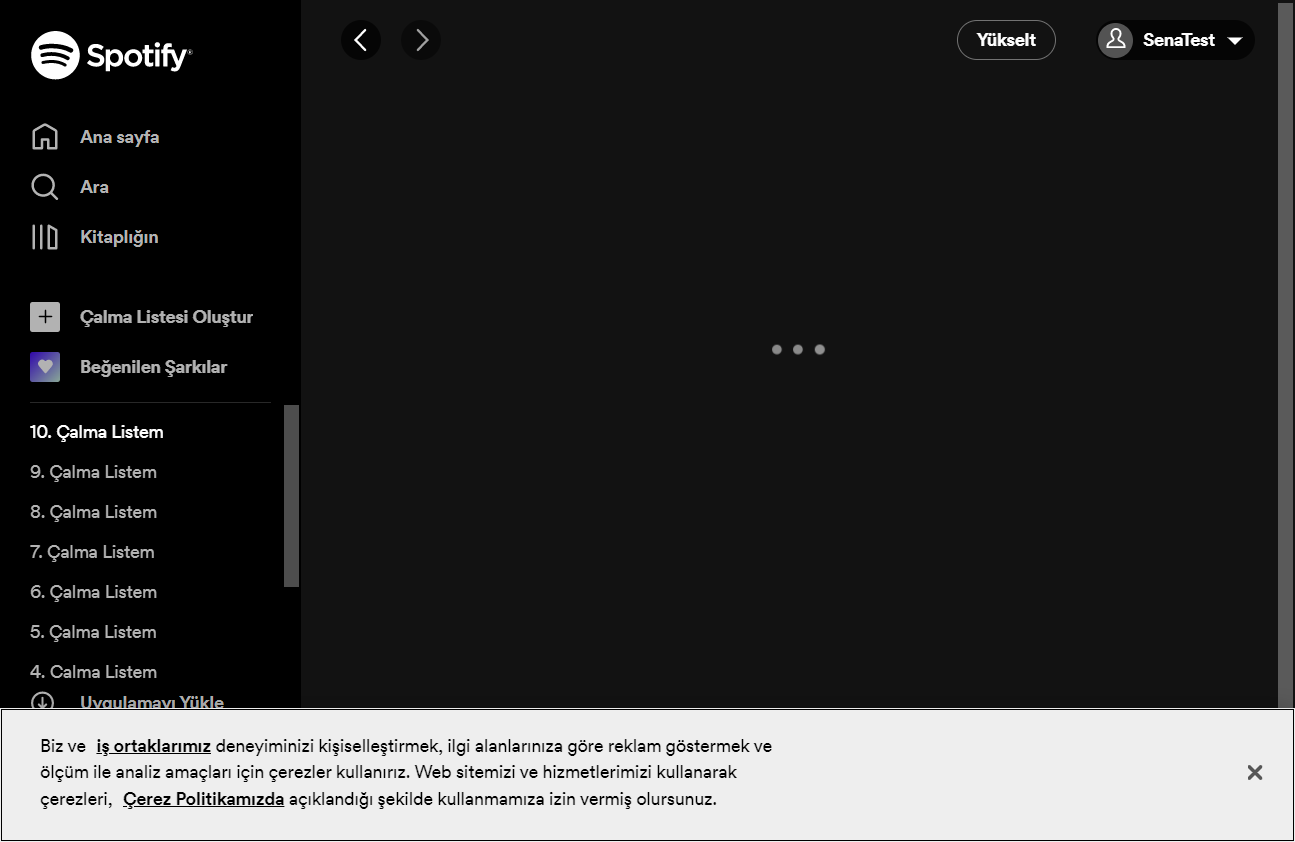 Spotify
Yükselt
SenaTest
Ana sayfa
Ara
Kitaplığın
Çalma Listesi Oluştur
Beğenilen Şarkılar
10. Çalma Listem
9. Çalma Listem
8. Çalma Listem
7. Çalma Listem
6. Çalma Listem
5. Çalma Listem
4. Çalma Listem
Uygulamayı Yükle
Biz ve iş ortaklarımız deneyiminizi kişiselleştirmek, ilgi alanlarınıza göre reklam göstermek ve
ölçüm ile analiz amaçları için çerezler kullanırız. Web sitemizi ve hizmetlerimizi kullanarak
çerezleri, Çerez Politikamızda açıklandığı şekilde kullanmamıza izin vermiş olursunuz.